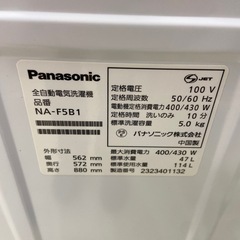 Panasonic
全自動電気洗濯機
品番
NA-F5B1
外形寸法
幅 562 mm
奥行 572 mm
高さ 880 mm
JET
定格電圧 100 V
定格周波数 50/60 Hz
電動機定格消費電力 400/430 W
定格時間 洗いのみ 10分
標準洗濯・脱水容量 5.0 kg
パナソニック株式会社
中国製
最大消費電力 400/430 W
標準水量 47 L
標準使用水量 114 L
製造番号 2323401132